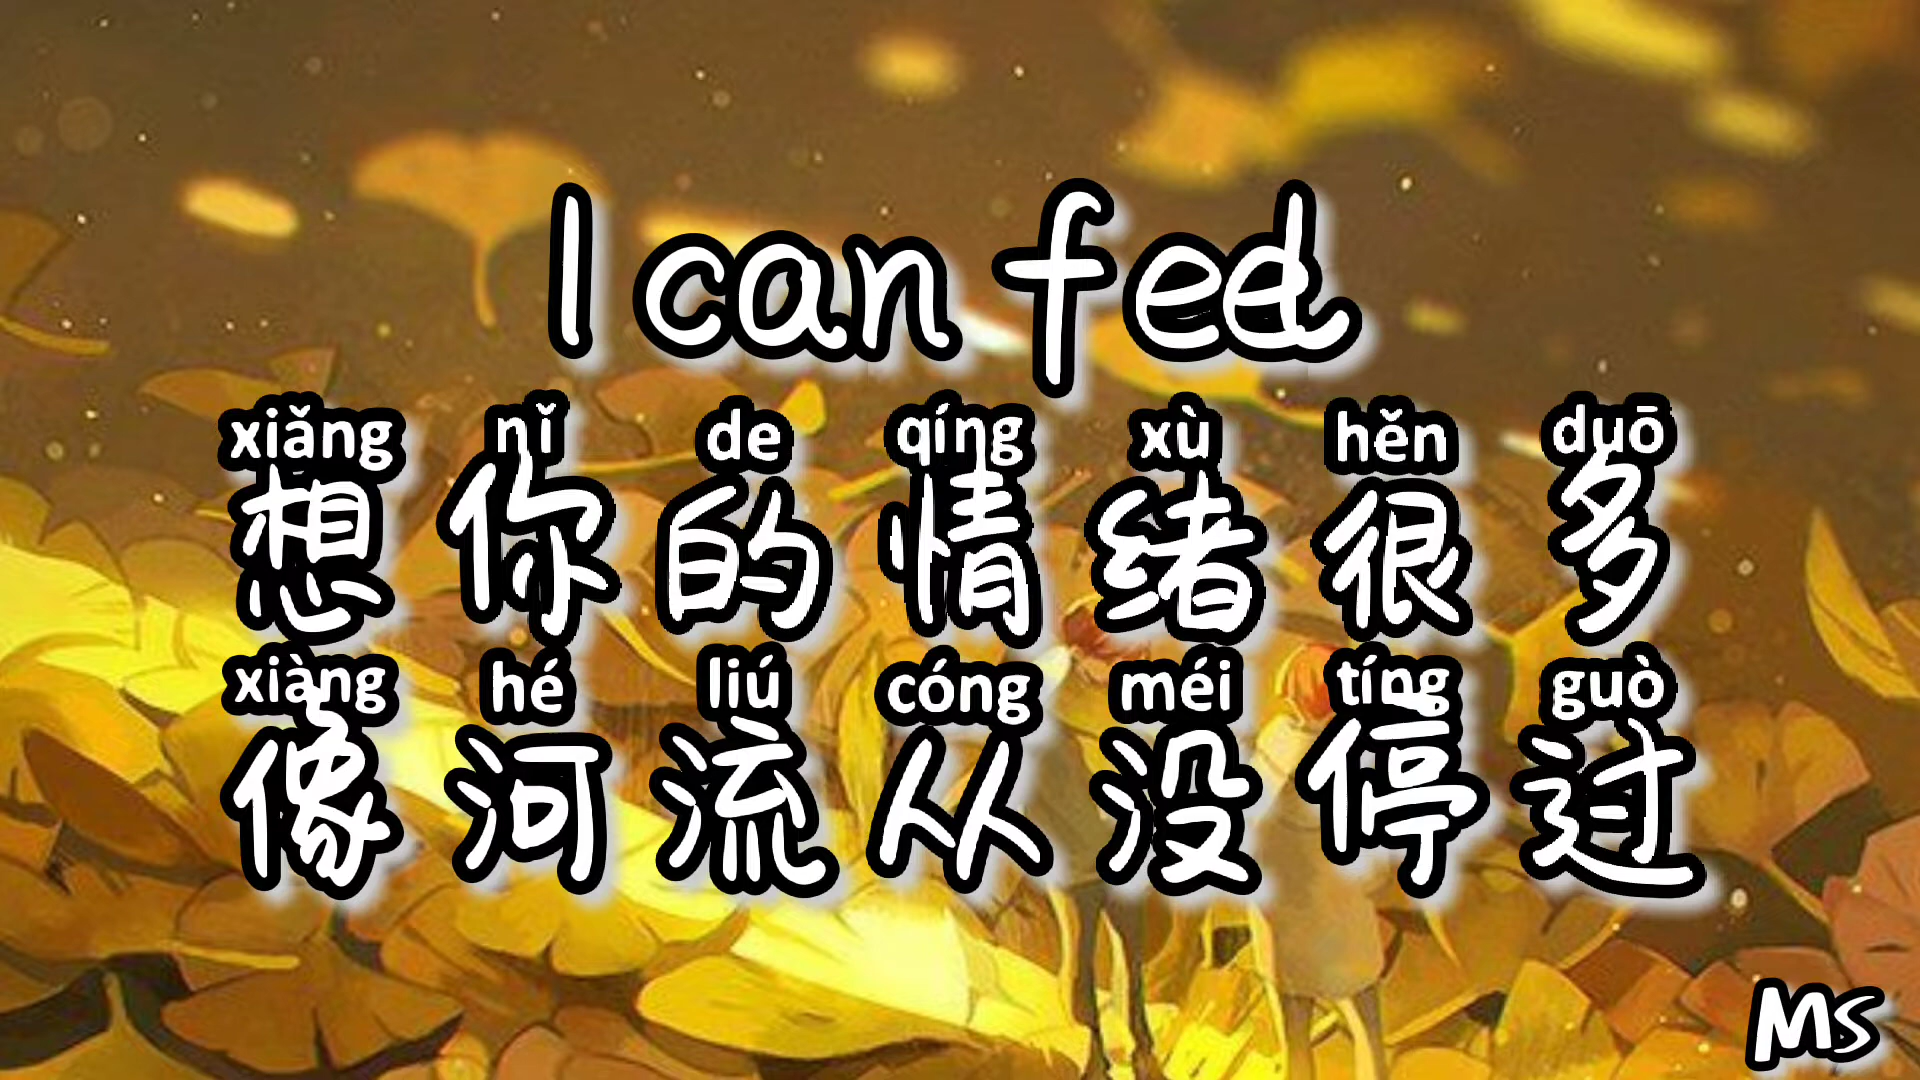 I can fed
xiǎng nǐ de qíng xù hěn duō
想你的情绪很多
xiàng hé liú cóng méi tíng guò
像河流从没停过
MS